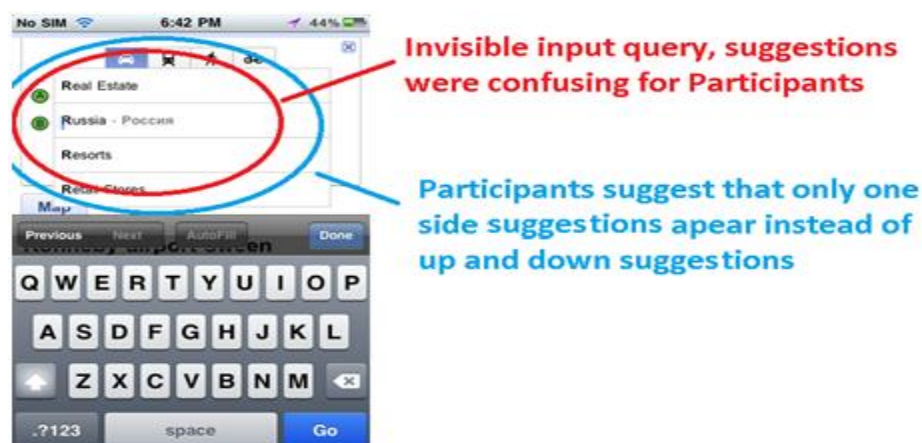 No SIM 6:42 PM 44%
Real Estate
A
Russia - Россия
B
Resorts
Retail Stores
Map
Previous Next AutoFill Done
Q W E R T Y U I O P
A S D F G H J K L
Z X C V B N M
.?123 space Go
Invisible input query, suggestions
were confusing for Participants
Participants suggest that only one
side suggestions apear instead of
up and down suggestions